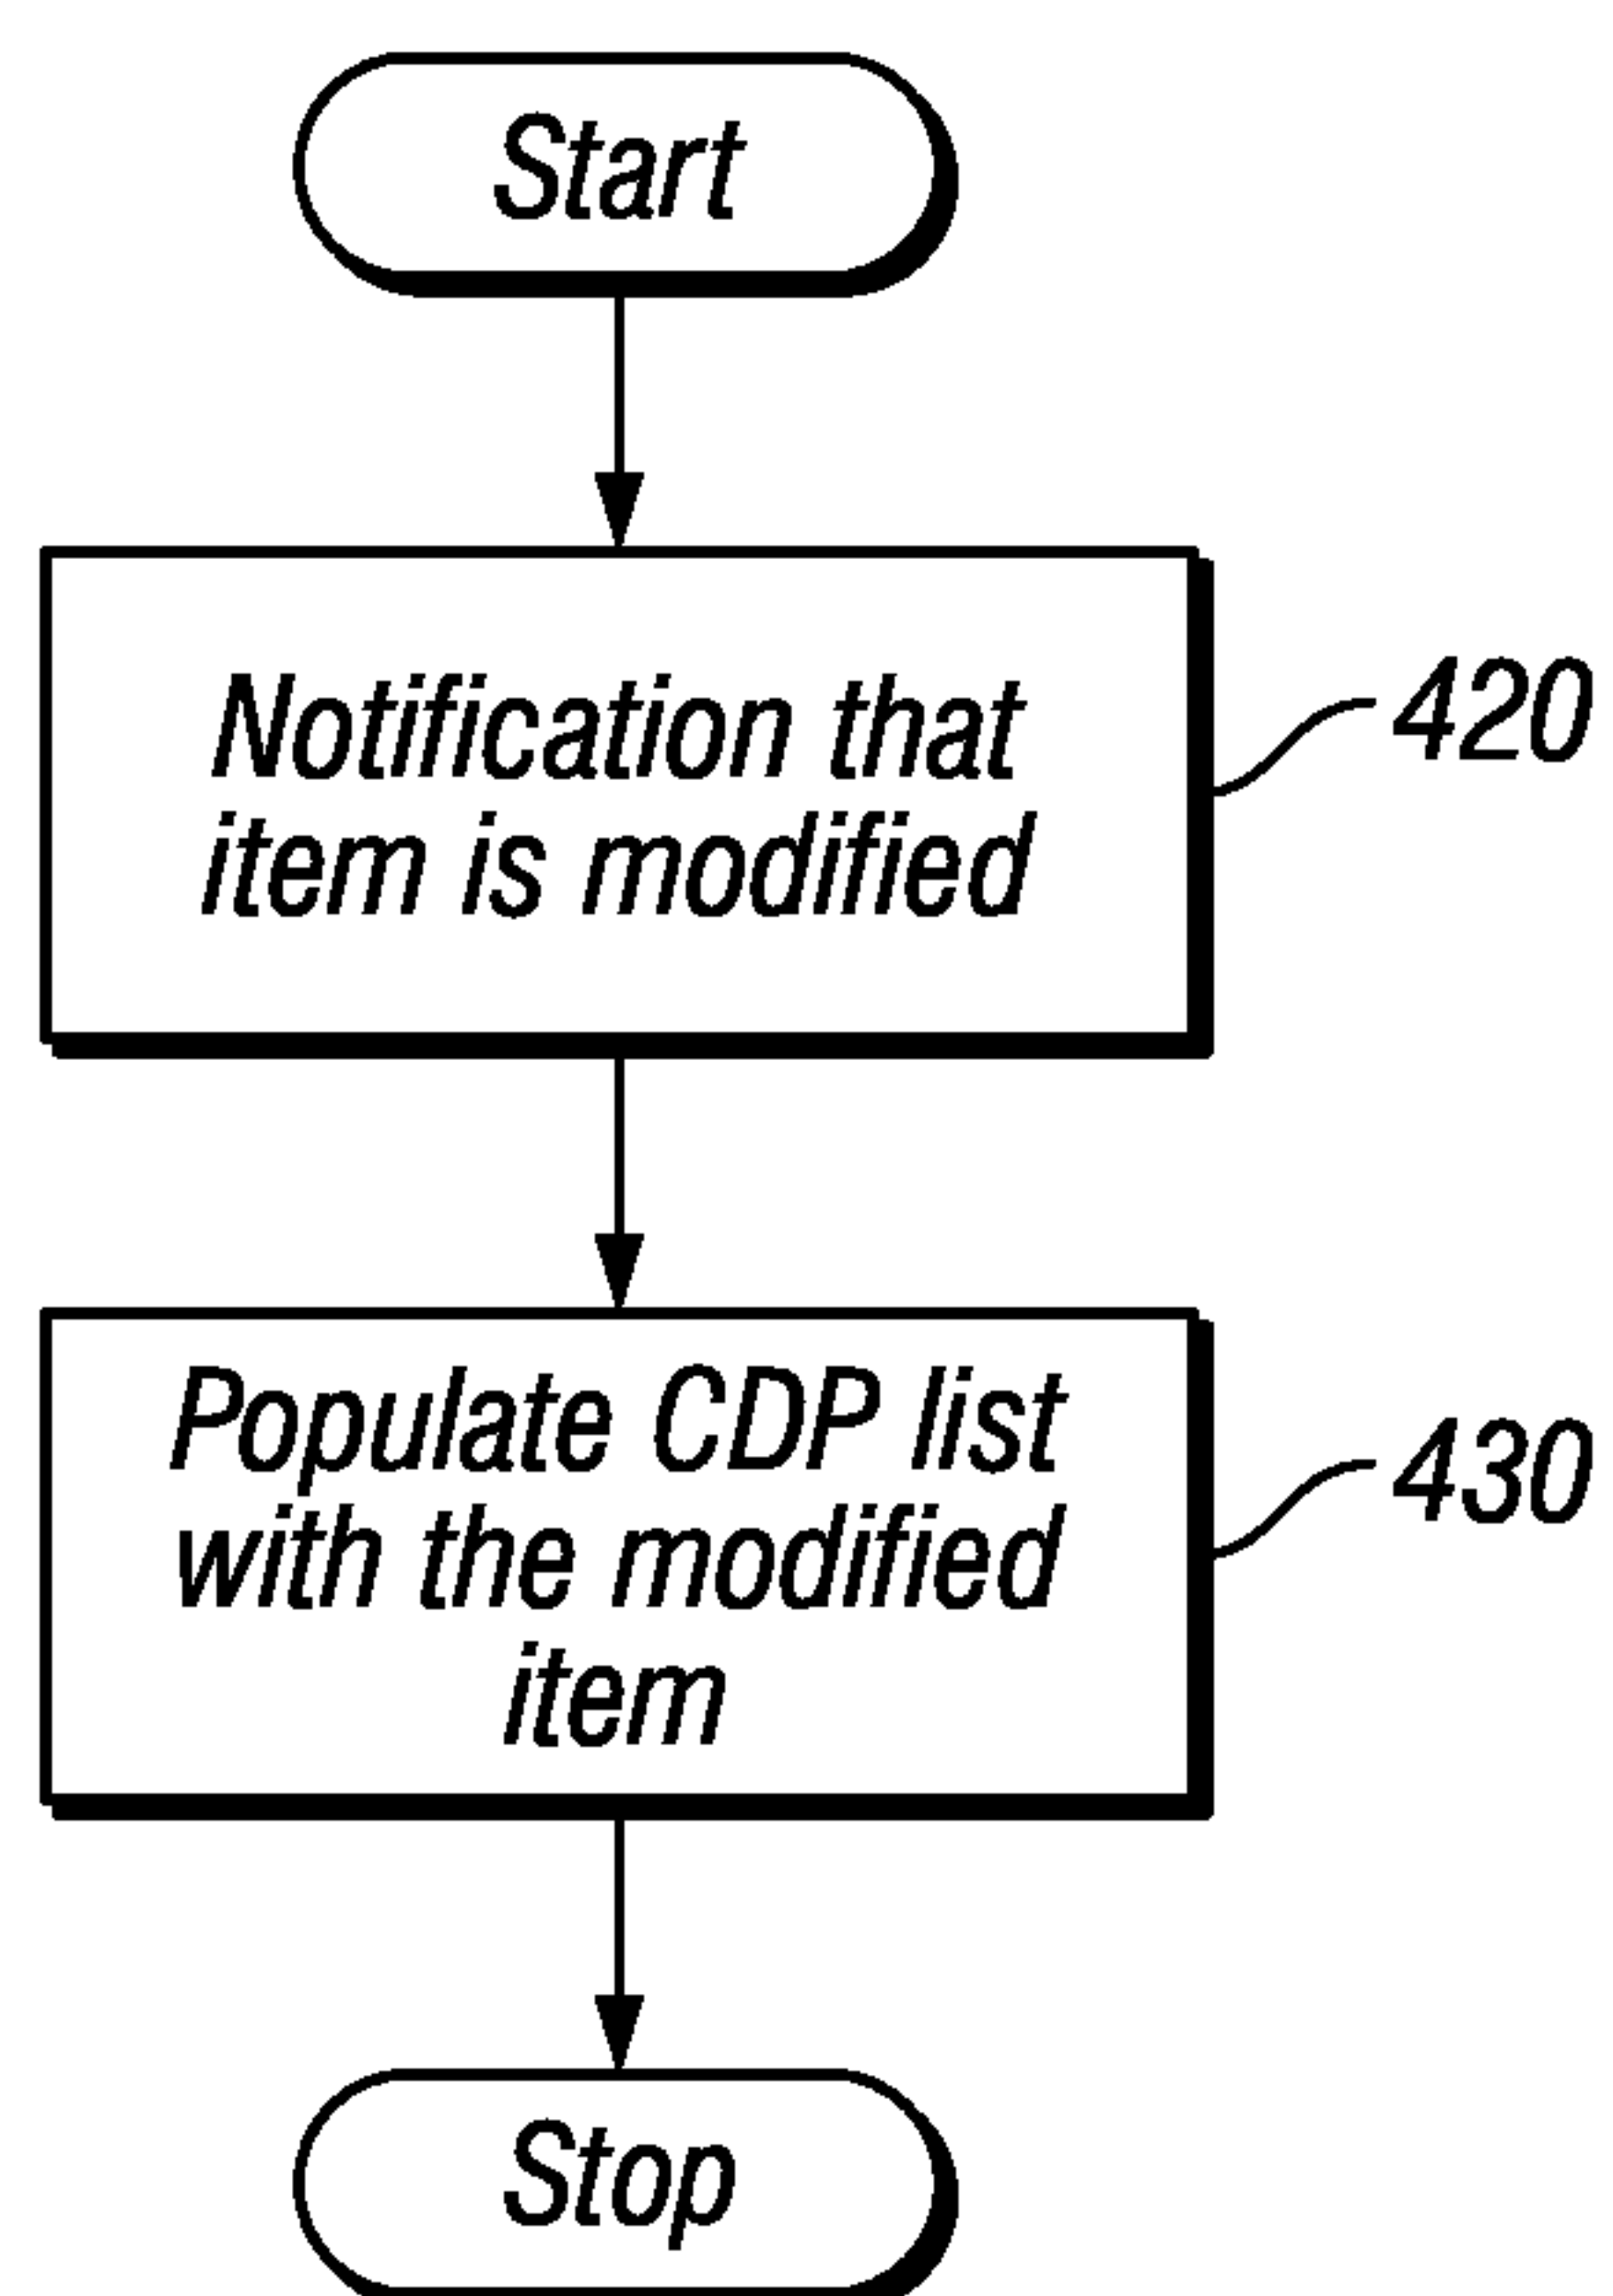 Start
Notification that
item is modified
420
Populate CDP list
with the modified
item
430
Stop